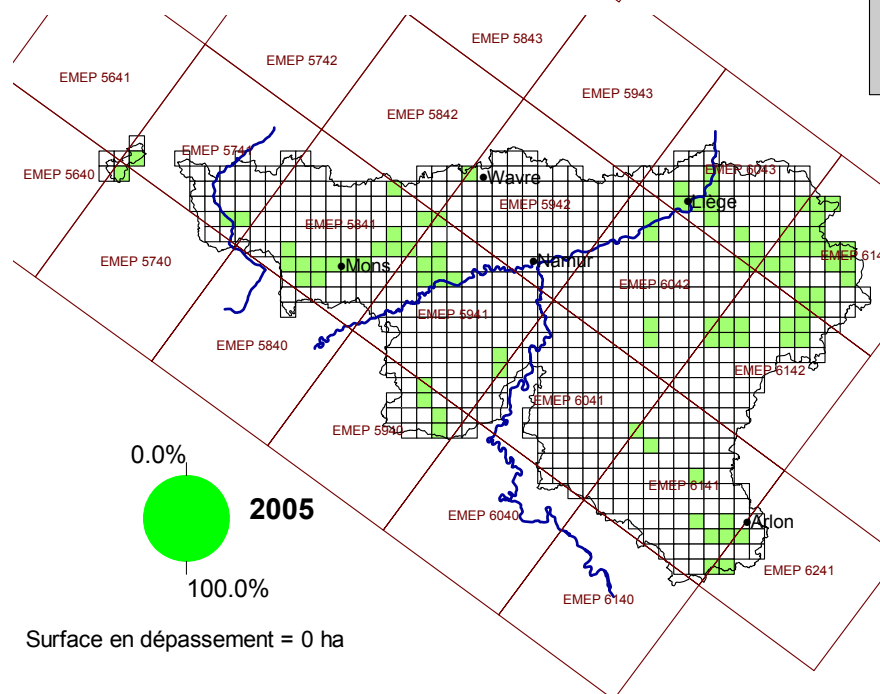 EMEP 5843
EMEP 5742
EMEP 5641
EMEP 5943
EMEP 5842
EMEP 5741
EMEP 6043
EMEP 5640
Wavre
Liège
EMEP 5942
EMEP 5841
EMEP 5740
Mons
Namur
EMEP 614
EMEP 6042
EMEP 5941
EMEP 5840
EMEP 6142
EMEP 6041
EMEP 5940
0.0%
EMEP 6141
2005
EMEP 6040
Arlon
EMEP 6241
100.0%
EMEP 6140
Surface en dépassement = 0 ha